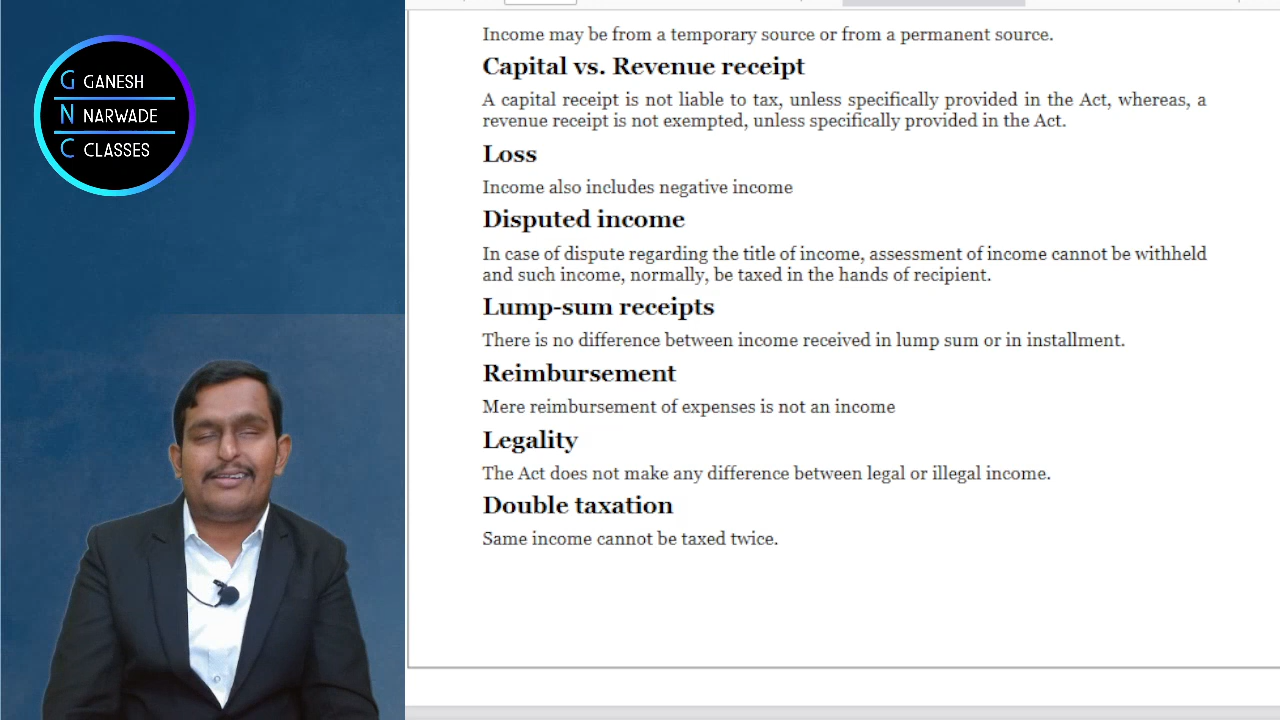 G GANESH
N NARWADE
C CLASSES
Income may be from a temporary source or from a permanent source.
Capital vs. Revenue receipt
A capital receipt is not liable to tax, unless specifically provided in the Act, whereas, a
revenue receipt is not exempted, unless specifically provided in the Act.
Loss
Income also includes negative income
Disputed income
In case of dispute regarding the title of income, assessment of income cannot be withheld
and such income, normally, be taxed in the hands of recipient.
Lump-sum receipts
There is no difference between income received in lump sum or in installment.
Reimbursement
Mere reimbursement of expenses is not an income
Legality
The Act does not make any difference between legal or illegal income.
Double taxation
Same income cannot be taxed twice.